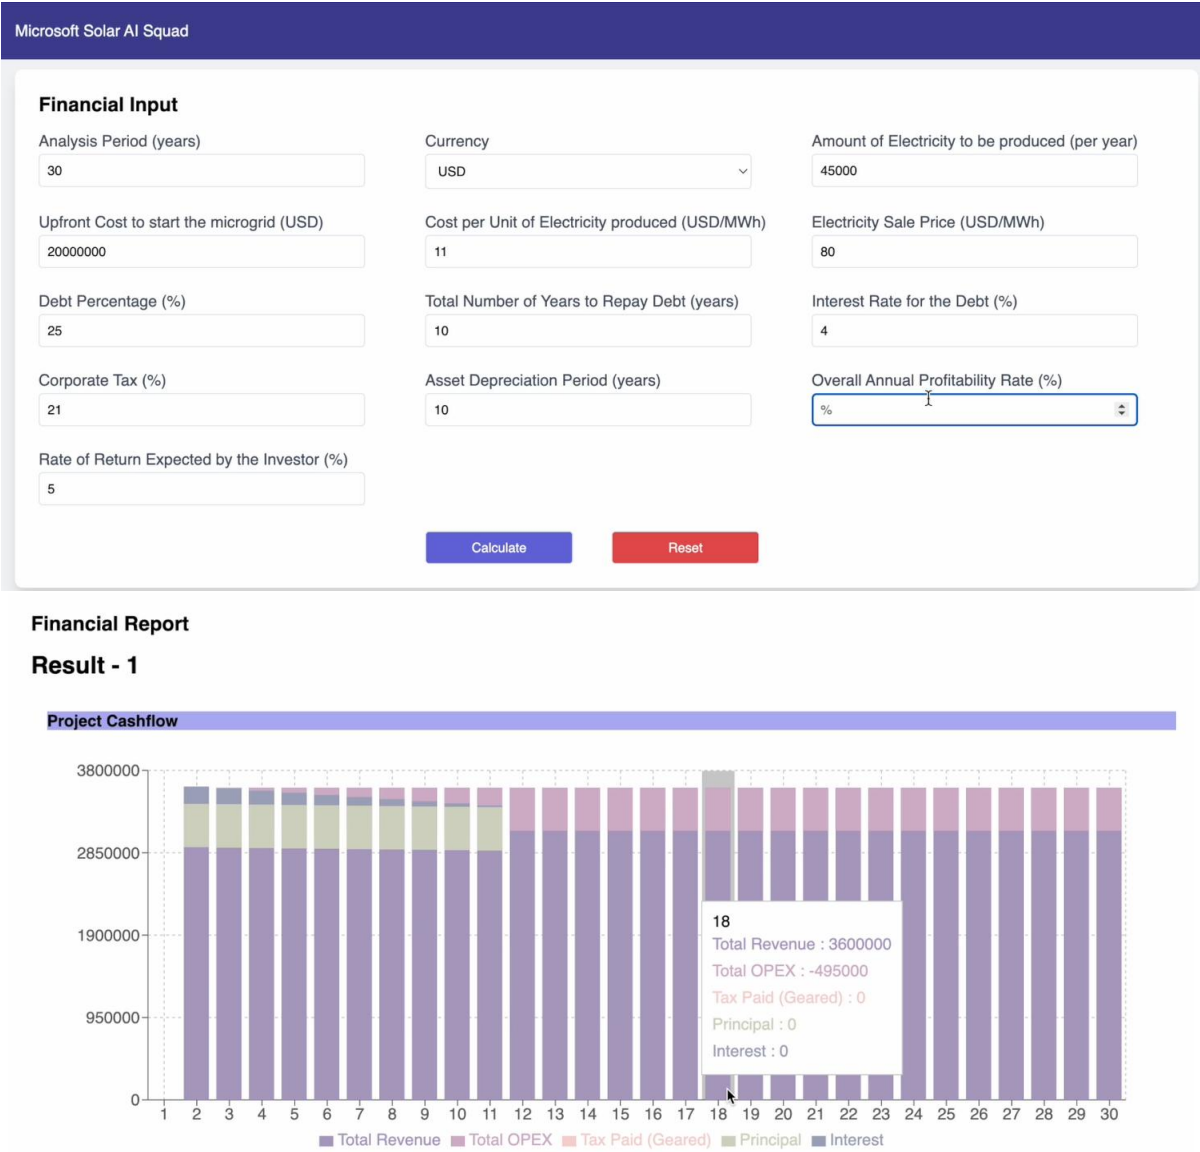 Microsoft Solar AI Squad
Financial Input
Analysis Period (years)
Currency
Amount of Electricity to be produced (per year)
30
USD
45000
Upfront Cost to start the microgrid (USD)
Cost per Unit of Electricity produced (USD/MWh)
Electricity Sale Price (USD/MWh)
20000000
11
80
Debt Percentage (%)
Total Number of Years to Repay Debt (years)
Interest Rate for the Debt (%)
25
10
4
Corporate Tax (%)
Asset Depreciation Period (years)
Overall Annual Profitability Rate (%)
21
10
%
Rate of Return Expected by the Investor (%)
5
Calculate
Reset
Financial Report
Result - 1
Project Cashflow
3800000
2850000
1900000
950000
0
18
Total Revenue : 3600000
Total OPEX : -495000
Tax Paid (Geared) : 0
Principal : 0
Interest : 0
1 2 3 4 5 6 7 8 9 10 11 12 13 14 15 16 17 18 19 20 21 22 23 24 25 26 27 28 29 30
Total Revenue Total OPEX Tax Paid (Geared) Principal Interest